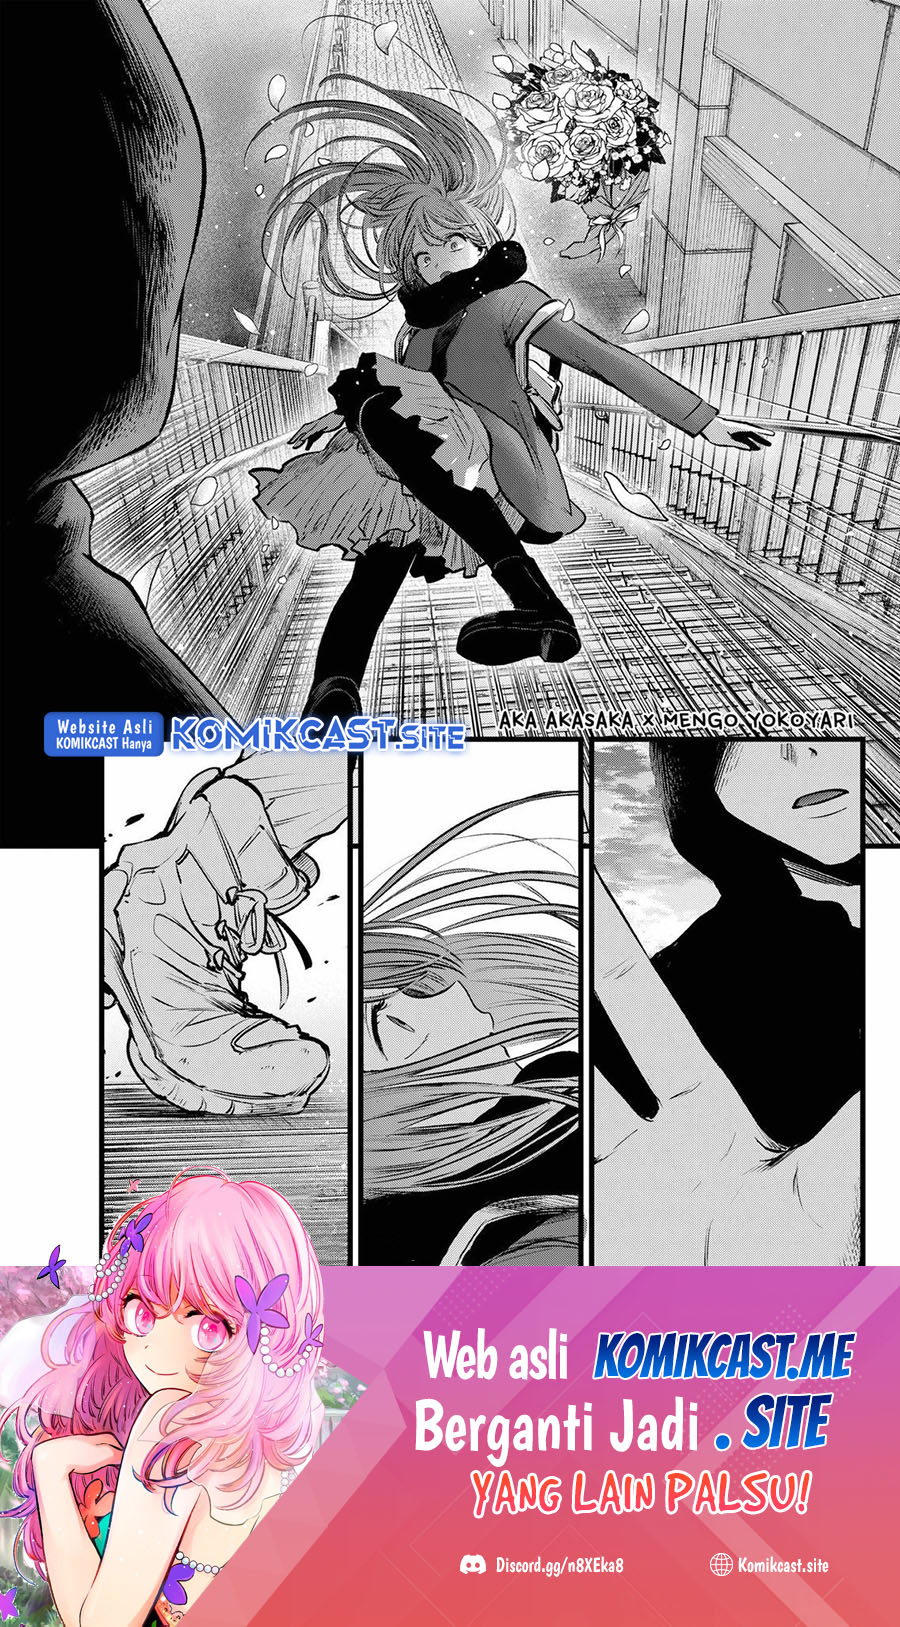 AKA AKASAKA x MENGO YOKOYARI
Website Asli
KOMIKCAST Hanya
KOMIKCAST.SITE
Web asli KOMIKCAST.ME
Berganti Jadi .SITE
YANG LAIN PALSU!
Discord.gg/n8XEka8
Komikcast.site